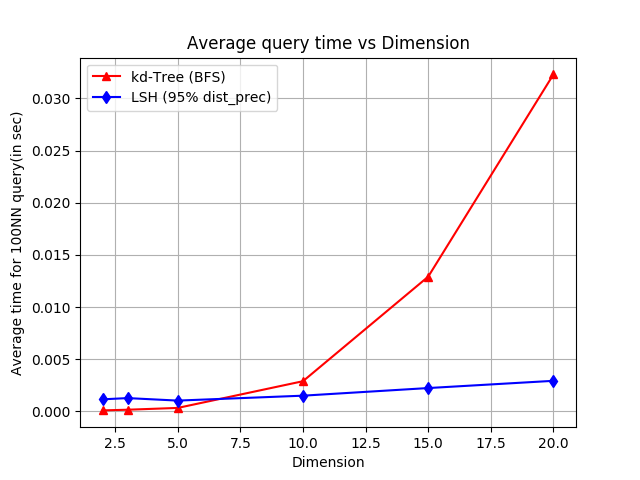 Average query time vs Dimension
kd-Tree (BFS)
LSH (95% dist_prec)
Average time for 100NN query(in sec)
0.030
0.025
0.020
0.015
0.010
0.005
0.000
2.5 5.0 7.5 10.0 12.5 15.0 17.5 20.0
Dimension